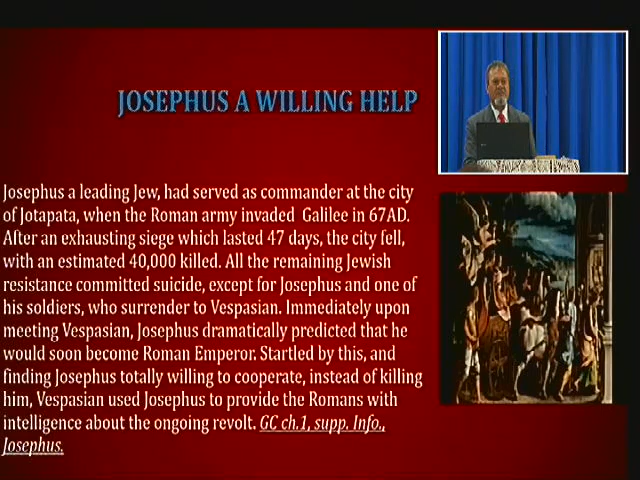 JOSEPHUS A WILLING HELP
Josephus a leading Jew, had served as commander at the city
of Jotapata, when the Roman army invaded Galilee in 67AD.
After an exhausting siege which lasted 47 days, the city fell,
with an estimated 40,000 killed. All the remaining Jewish
resistance committed suicide, except for Josephus and one of
his soldiers, who surrender to Vespasian. Immediately upon
meeting Vespasian, Josephus dramatically predicted that he
would soon become Roman Emperor. Startled by this, and
finding Josephus totally willing to cooperate, instead of killing
him, Vespasian used Josephus to provide the Romans with
intelligence about the ongoing revolt. GC ch.1, supp. Info.,
Josephus.